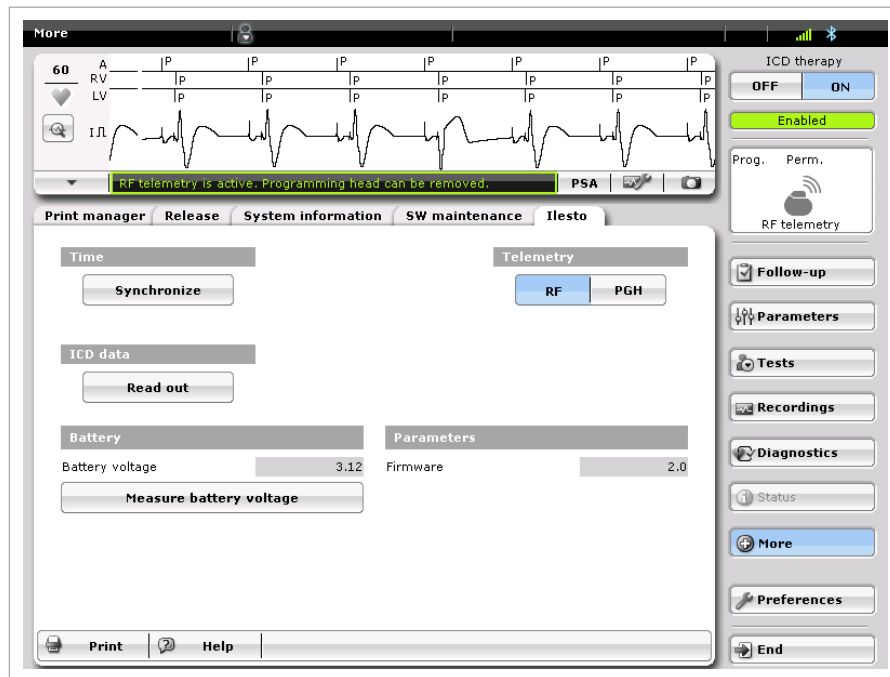 More
60
A P P P P P P P
RV P P P P P P P
LV P P P P P P P
I
RF telemetry is active. Programming head can be removed.
PSA
ICD therapy
OFF ON
Enabled
Prog. Perm.
RF telemetry
Print manager Release System information SW maintenance Ilesto
Time
Synchronize
Telemetry
RF PGH
ICD data
Read out
Battery
Battery voltage 3.12
Measure battery voltage
Parameters
Firmware 2.0
Follow-up
Parameters
Tests
Recordings
Diagnostics
Status
More
Preferences
End
Print Help